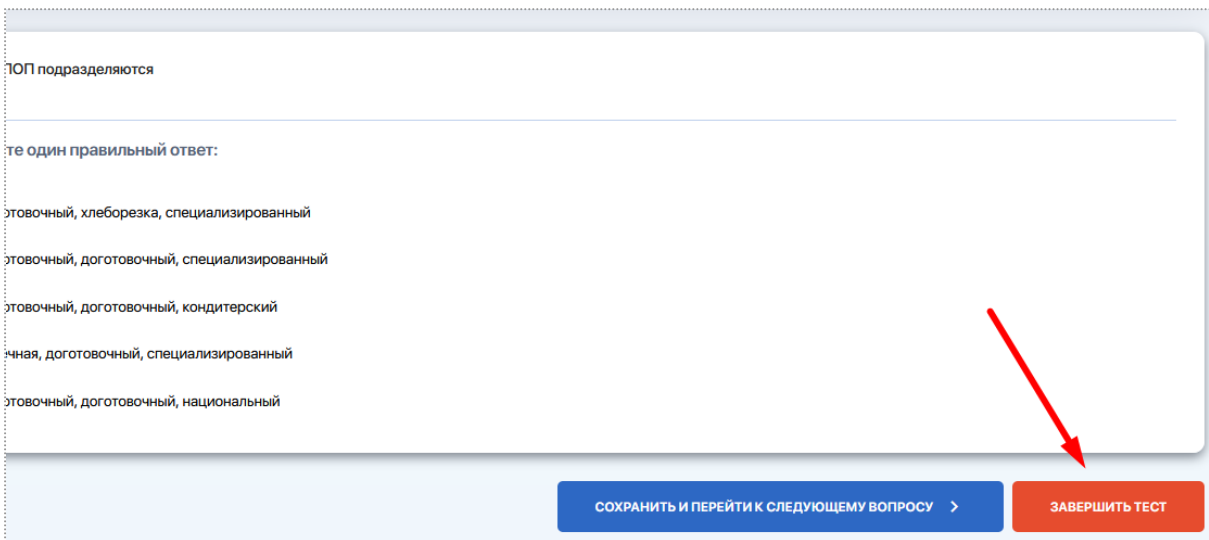 ПОП подразделяются
те один правильный ответ:
отовочный, хлеборезка, специализированный
отовочный, доготовочный, специализированный
отовочный, доготовочный, кондитерский
чная, доготовочный, специализированный
отовочный, доготовочный, национальный
СОХРАНИТЬ И ПЕРЕЙТИ К СЛЕДУЮЩЕМУ ВОПРОСУ >
ЗАВЕРШИТЬ ТЕСТ